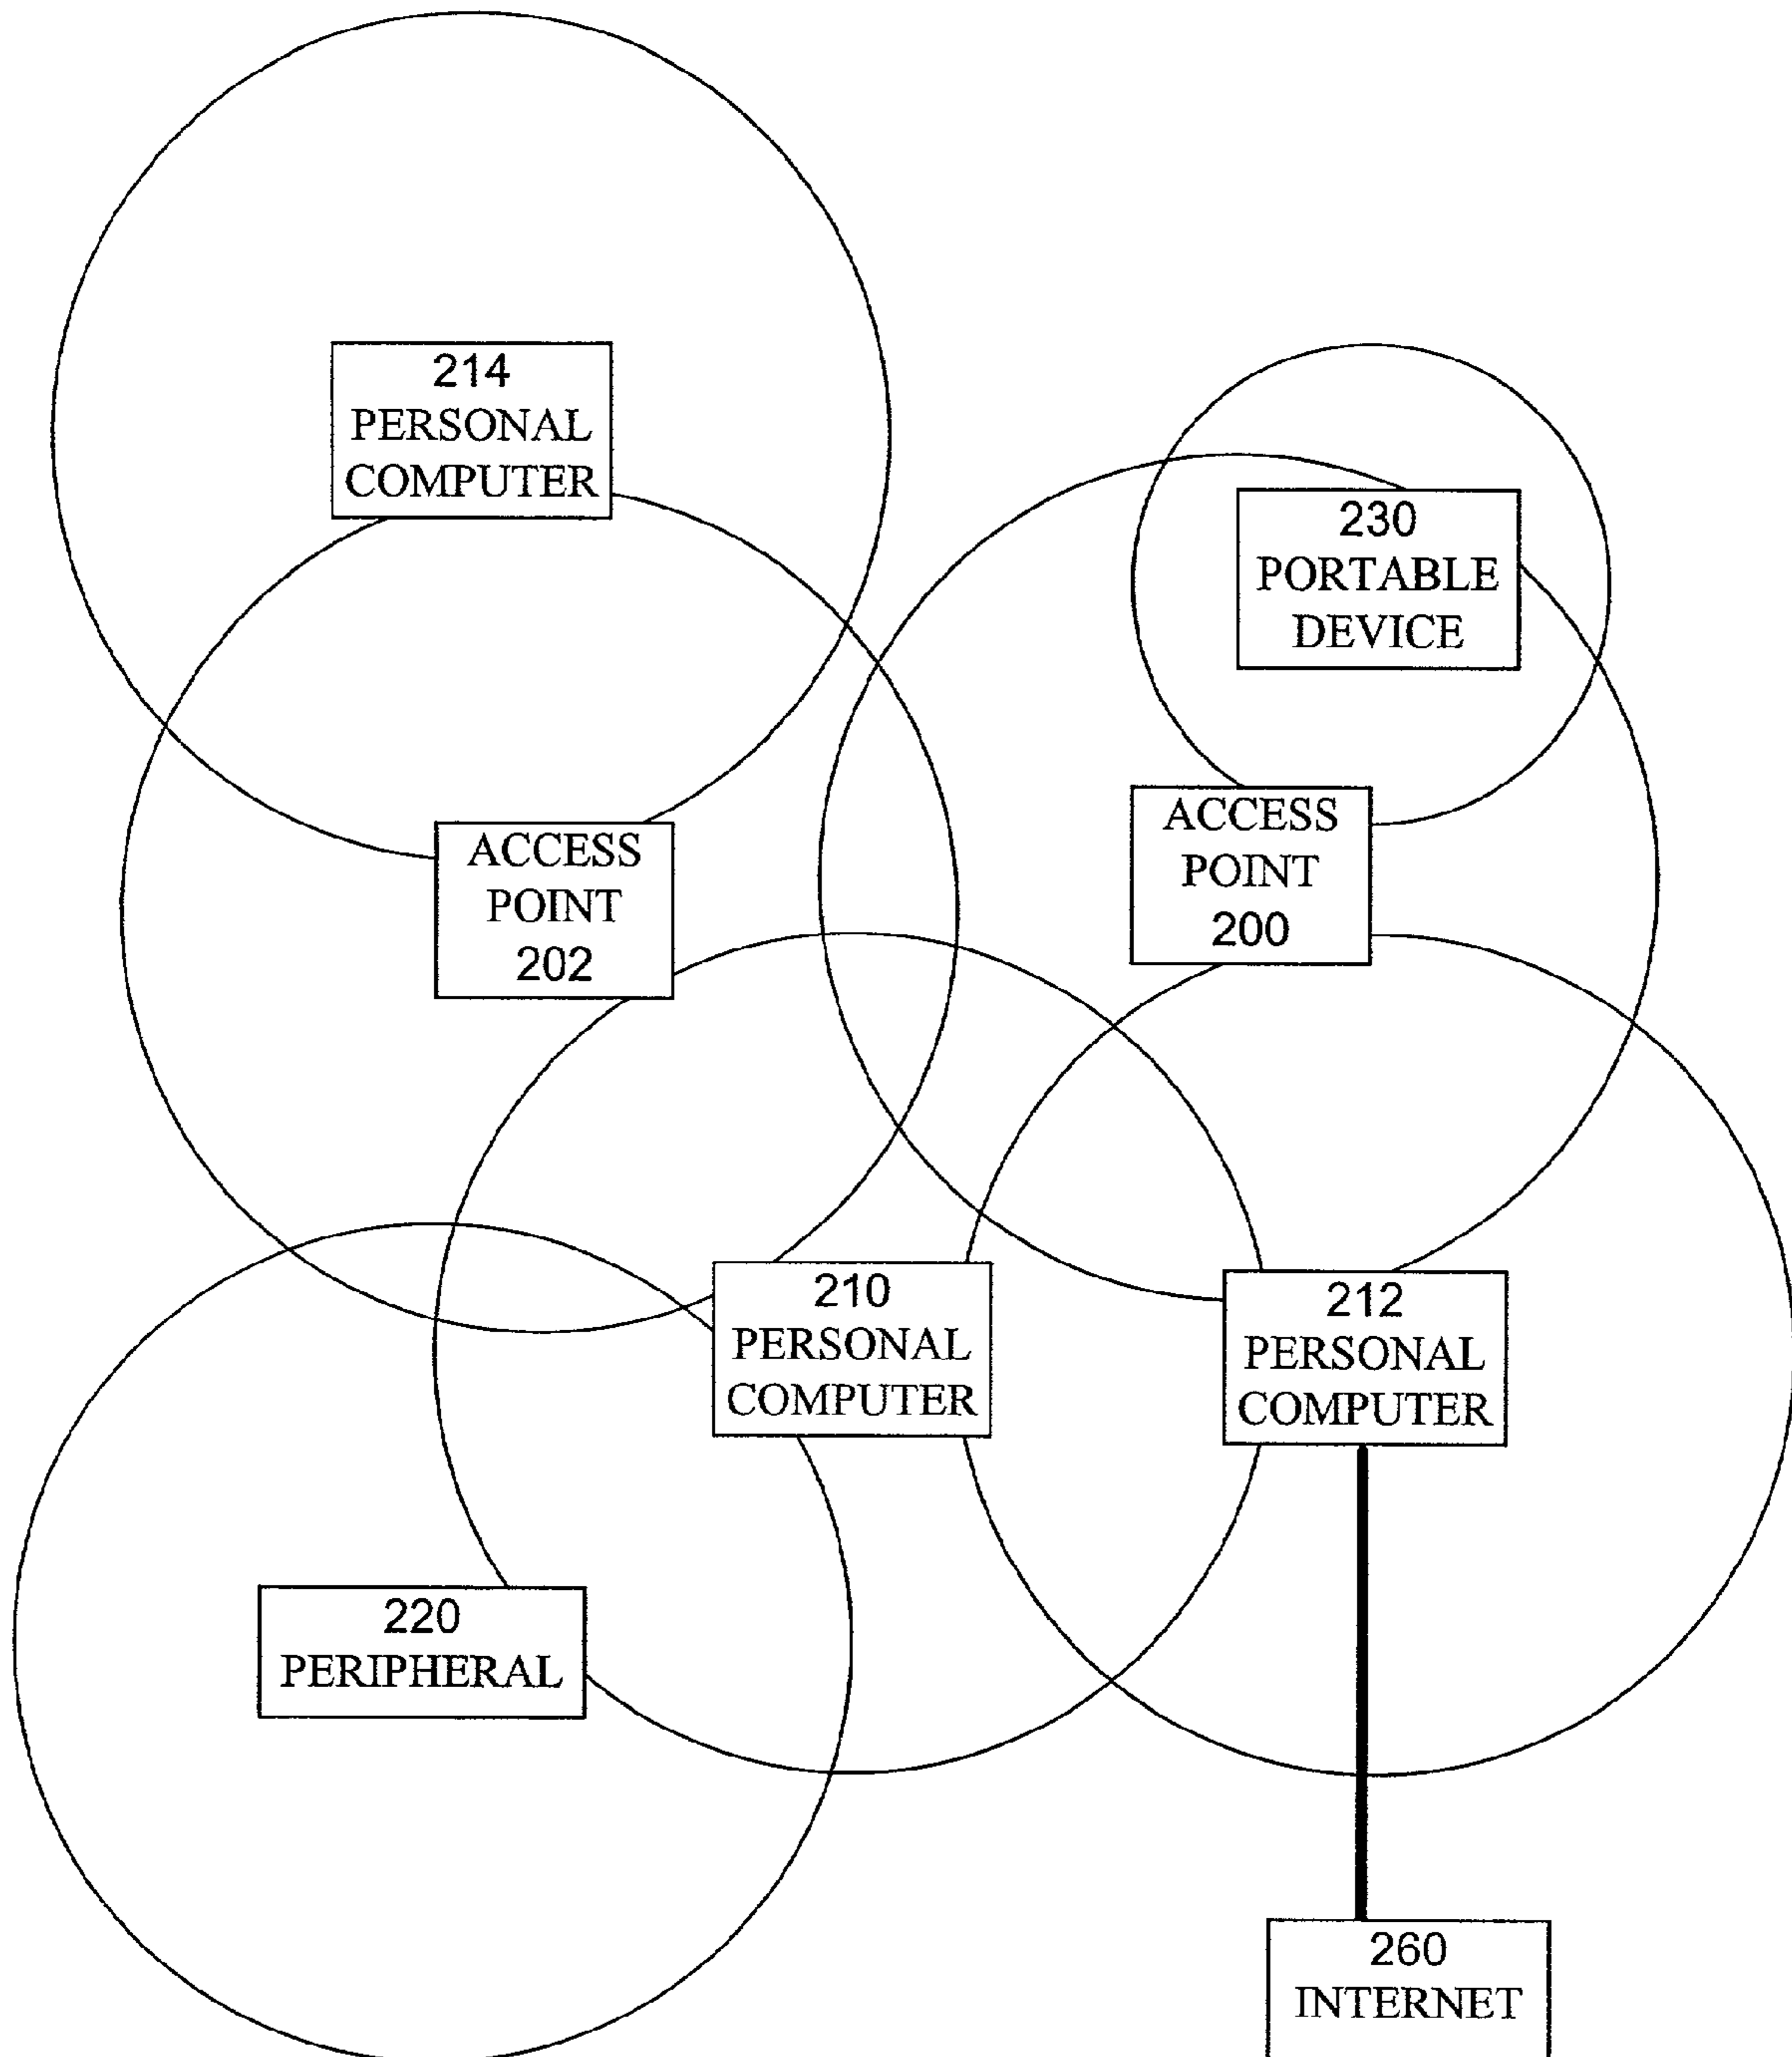 214
PERSONAL
COMPUTER
230
PORTABLE
DEVICE
ACCESS
POINT
202
ACCESS
POINT
200
210
PERSONAL
COMPUTER
212
PERSONAL
COMPUTER
220
PERIPHERAL
260
INTERNET